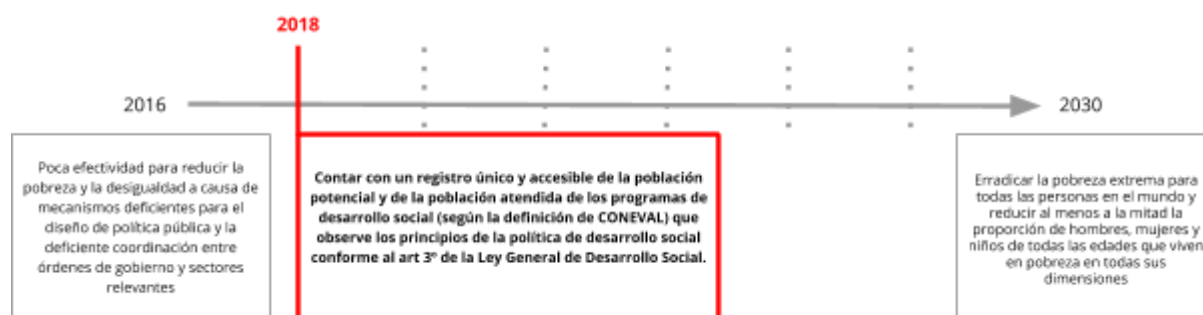 2018
2016
2030
Poca efectividad para reducir la
pobreza y la desigualdad a causa de
mecanismos deficientes para el
diseño de política pública y la
deficiente coordinación entre
órdenes de gobierno y sectores
relevantes
Contar con un registro único y accesible de la población
potencial y de la población atendida de los programas de
desarrollo social (según la definición de CONEVAL) que
observe los principios de la política de desarrollo social
conforme al art 3º de la Ley General de Desarrollo Social.
Erradicar la pobreza extrema para
todas las personas en el mundo y
reducir al menos a la mitad la
proporción de hombres, mujeres y
niños de todas las edades que viven
en pobreza en todas sus
dimensiones